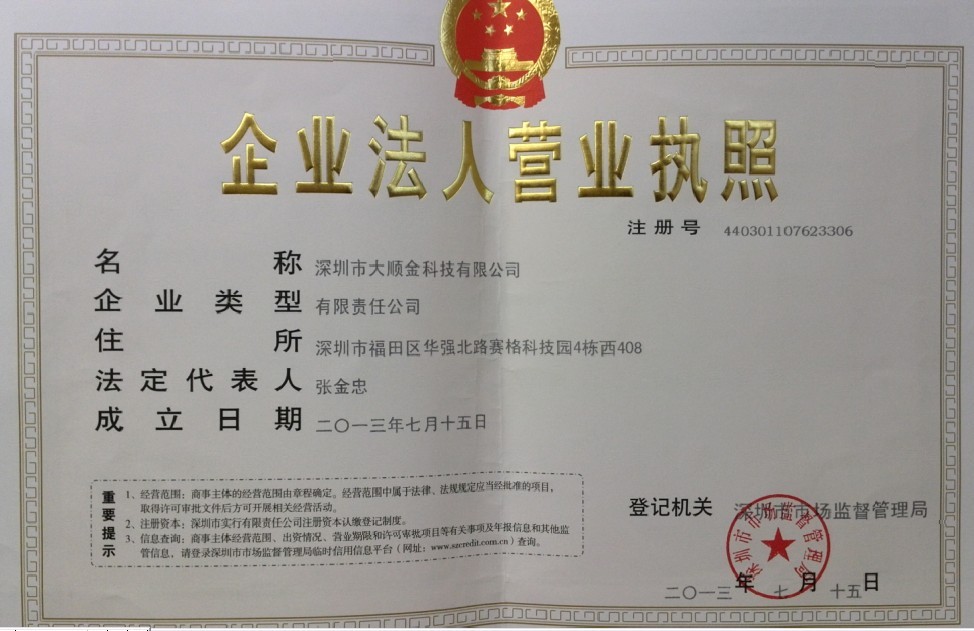 企业法人营业执照
注册号 440301107623306
名称 深圳市大顺金科技有限公司
企业类型 有限责任公司
住所 深圳市福田区华强北路赛格科技园4栋西408
法定代表人 张金忠
成立日期 二〇一三年七月十五日
重要提示
1、经营范围：商事主体的经营范围由章程确定。经营范围中属于法律、法规规定应当经批准的项目，
取得许可审批文件后方可开展相关经营活动。
2、注册资本：深圳市实行有限责任公司注册资本认缴登记制度。
3、信息查询：商事主体经营范围、出资情况、营业期限和许可审批项目等有关事项及年报信息和其他监
管信息，请登录深圳市市场监督管理局临时信用信息平台（网址：www.szcredit.com.cn）查询。
登记机关 深圳市市场监督管理局
深圳市市场监督管理局
二〇一三年七月十五日